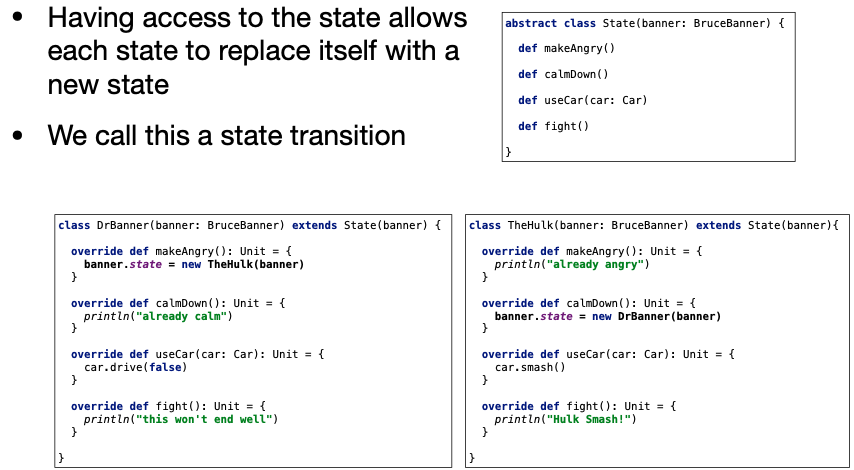 • Having access to the state allows
each state to replace itself with a
new state
• We call this a state transition
abstract class State(banner: BruceBanner) {
def makeAngry()
def calmDown()
def useCar(car: Car)
def fight()
}
class DrBanner(banner: BruceBanner) extends State(banner) {
override def makeAngry(): Unit = {
banner.state = new TheHulk(banner)
}
override def calmDown(): Unit = {
println("already calm")
}
override def useCar(car: Car): Unit = {
car.drive(false)
}
override def fight(): Unit = {
println("this won't end well")
}
}
class TheHulk(banner: BruceBanner) extends State(banner){
override def makeAngry(): Unit = {
println("already angry")
}
override def calmDown(): Unit = {
banner.state = new DrBanner(banner)
}
override def useCar(car: Car): Unit = {
car.smash()
}
override def fight(): Unit = {
println("Hulk Smash!")
}
}